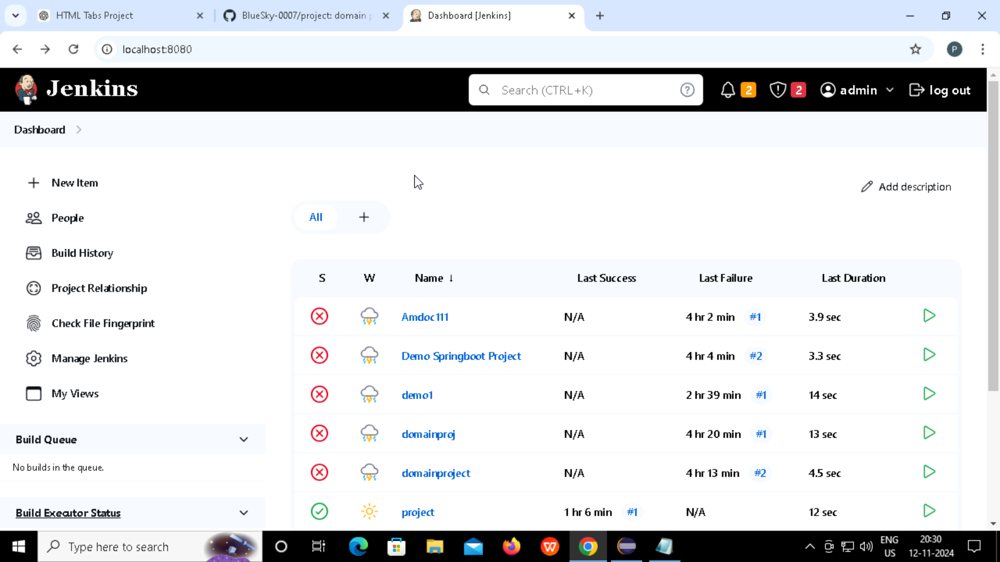 HTML Tabs Project
BlueSky-0007/project: domain p
Dashboard [Jenkins]
localhost:8080
P
Jenkins
Search (CTRL+K)
2
2
admin
log out
Dashboard
New Item
People
Build History
Project Relationship
Check File Fingerprint
Manage Jenkins
My Views
Build Queue
No builds in the queue.
Build Executor Status
Add description
All +
S W Name ↓ Last Success Last Failure Last Duration
Amdoc111 N/A 4 hr 2 min #1 3.9 sec
Demo Springboot Project N/A 4 hr 4 min #2 3.3 sec
demo1 N/A 2 hr 39 min #1 14 sec
domainproj N/A 4 hr 20 min #1 13 sec
domainproject N/A 4 hr 13 min #2 4.5 sec
project 1 hr 6 min #1 N/A 12 sec
Type here to search
ENG
US
20:30
12-11-2024